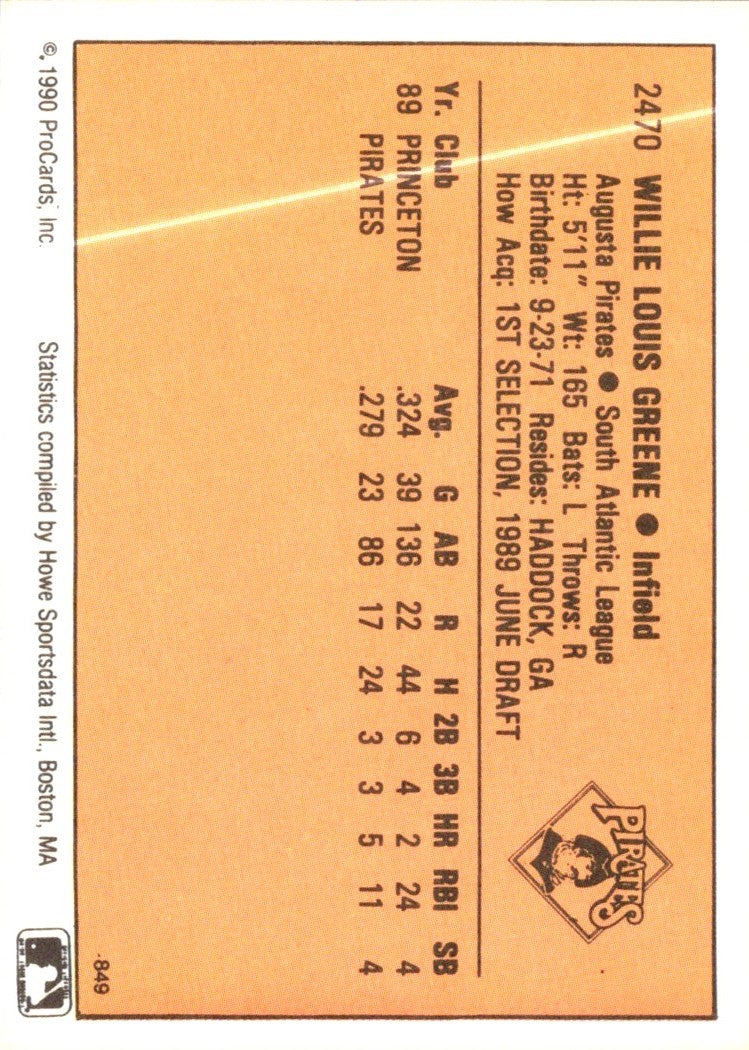 2470 WILLIE LOUIS GREENE ● Infield
Augusta Pirates ● South Atlantic League
Ht: 5'11" Wt: 165 Bats: L Throws: R
Birthdate: 9-23-71 Resides: HADDOCK, GA
How Acq: 1ST SELECTION, 1989 JUNE DRAFT
PIRATES
Yr. Club Avg. G AB R H 2B 3B HR RBI SB
89 PRINCETON .324 39 136 22 44 6 4 2 24 4
PIRATES .279 23 86 17 24 3 3 5 11 4
·849
©, 1990 ProCards, Inc. Statistics compiled by Howe Sportsdata Intl., Boston, MA